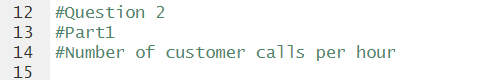 12 #Question 2
13 #Part1
14 #Number of customer calls per hour
15